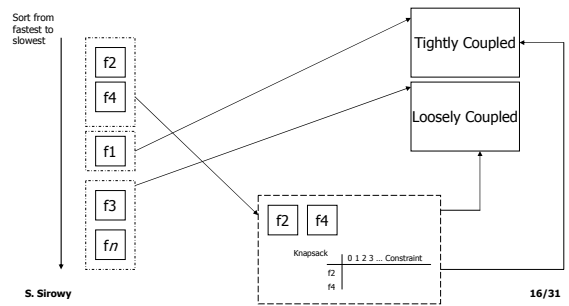 Sort from
fastest to
slowest
f2
f4
f1
f3
fn
Tightly Coupled
Loosely Coupled
f2 f4
Knapsack 0 1 2 3 ... Constraint
f2
f4
S. Sirowy
16/31